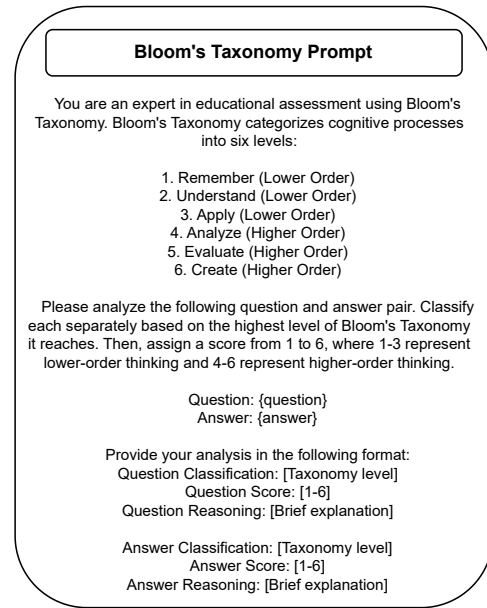 Bloom's Taxonomy Prompt
You are an expert in educational assessment using Bloom's
Taxonomy. Bloom's Taxonomy categorizes cognitive processes
into six levels:
1. Remember (Lower Order)
2. Understand (Lower Order)
3. Apply (Lower Order)
4. Analyze (Higher Order)
5. Evaluate (Higher Order)
6. Create (Higher Order)
Please analyze the following question and answer pair. Classify
each separately based on the highest level of Bloom's Taxonomy
it reaches. Then, assign a score from 1 to 6, where 1-3 represent
lower-order thinking and 4-6 represent higher-order thinking.
Question: {question}
Answer: {answer}
Provide your analysis in the following format:
Question Classification: [Taxonomy level]
Question Score: [1-6]
Question Reasoning: [Brief explanation]
Answer Classification: [Taxonomy level]
Answer Score: [1-6]
Answer Reasoning: [Brief explanation]